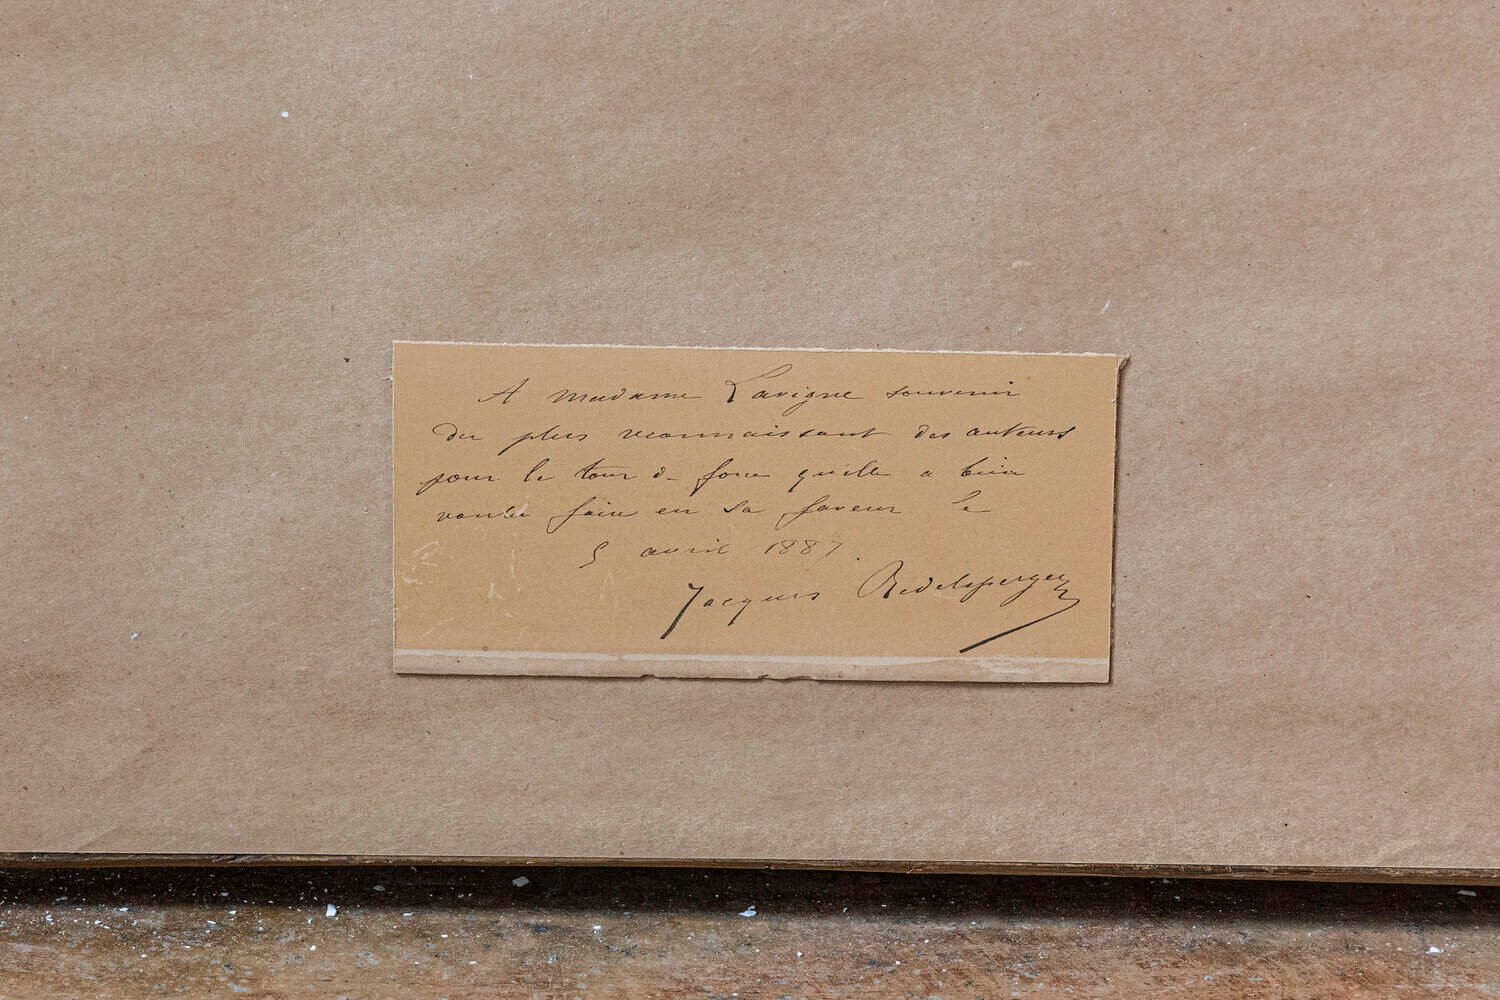 A Madame Lavigne souvenir
du plus reconnaissant des auteurs
pour le tour de force qu'elle a bien
voulu faire en sa faveur le
5 avril 1887.
Jacques Redelsperger